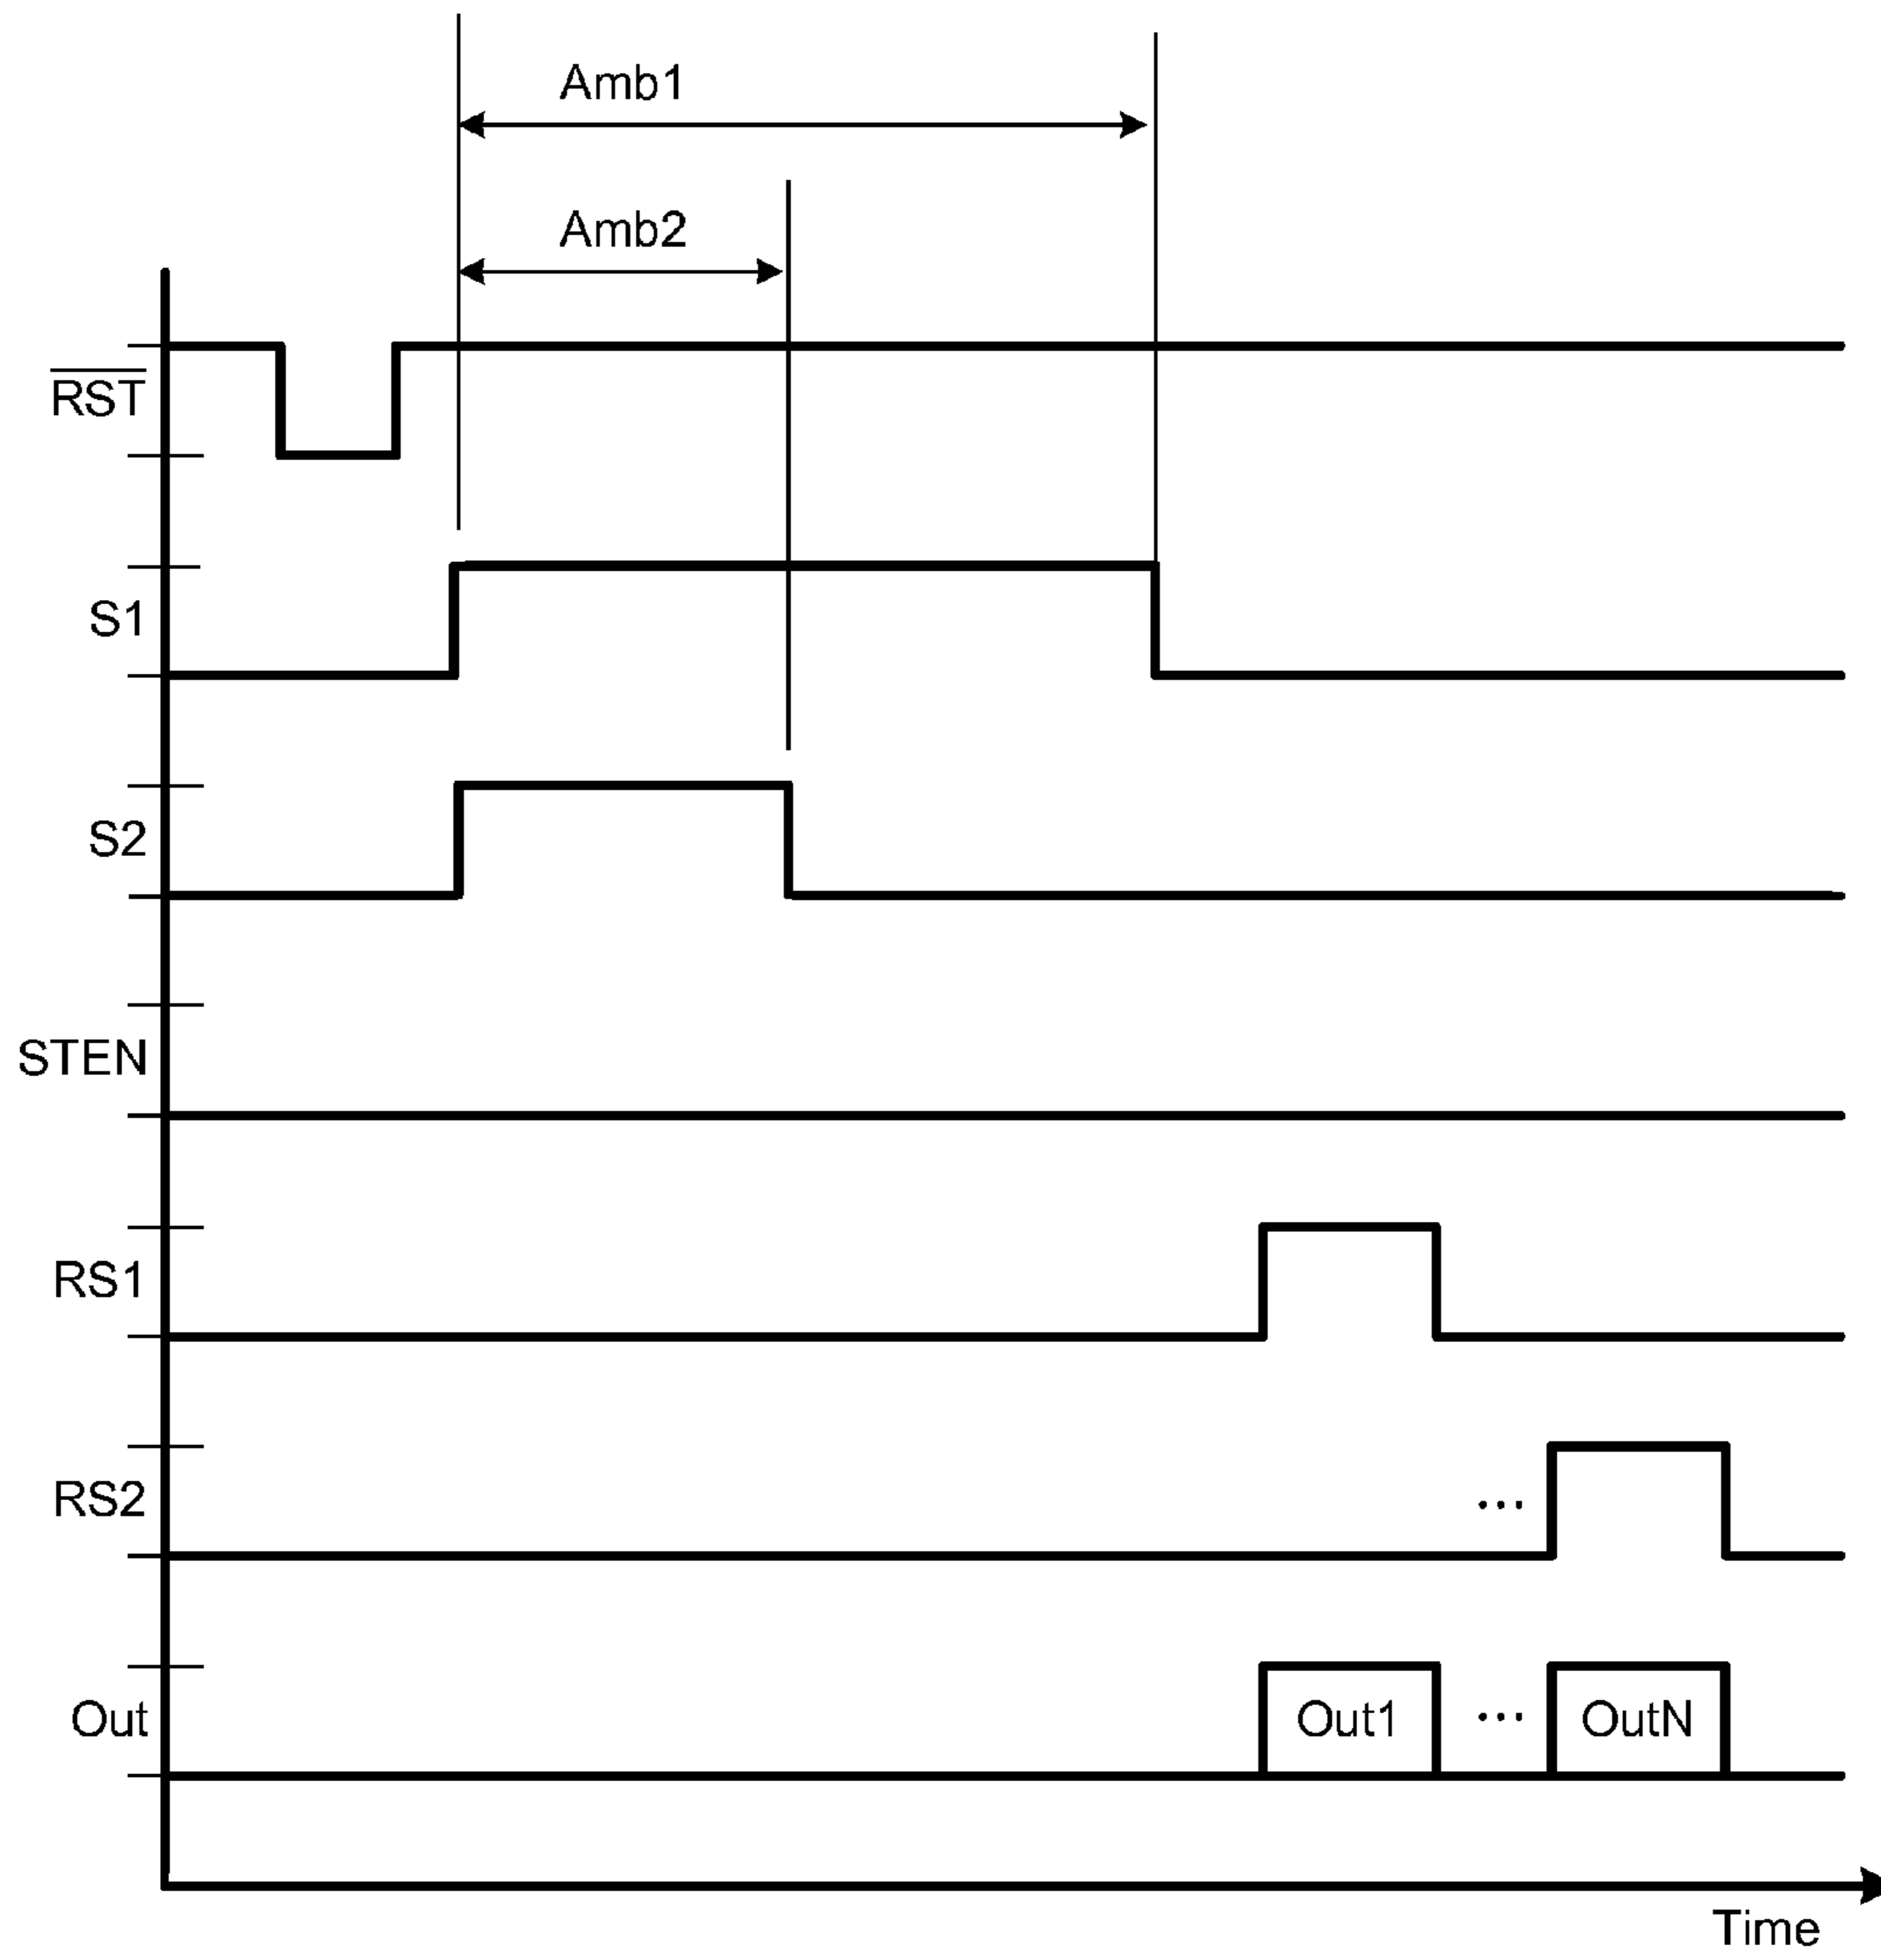 Amb1
Amb2
RST
S1
S2
STEN
RS1
RS2
...
Out
Out1
...
OutN
Time